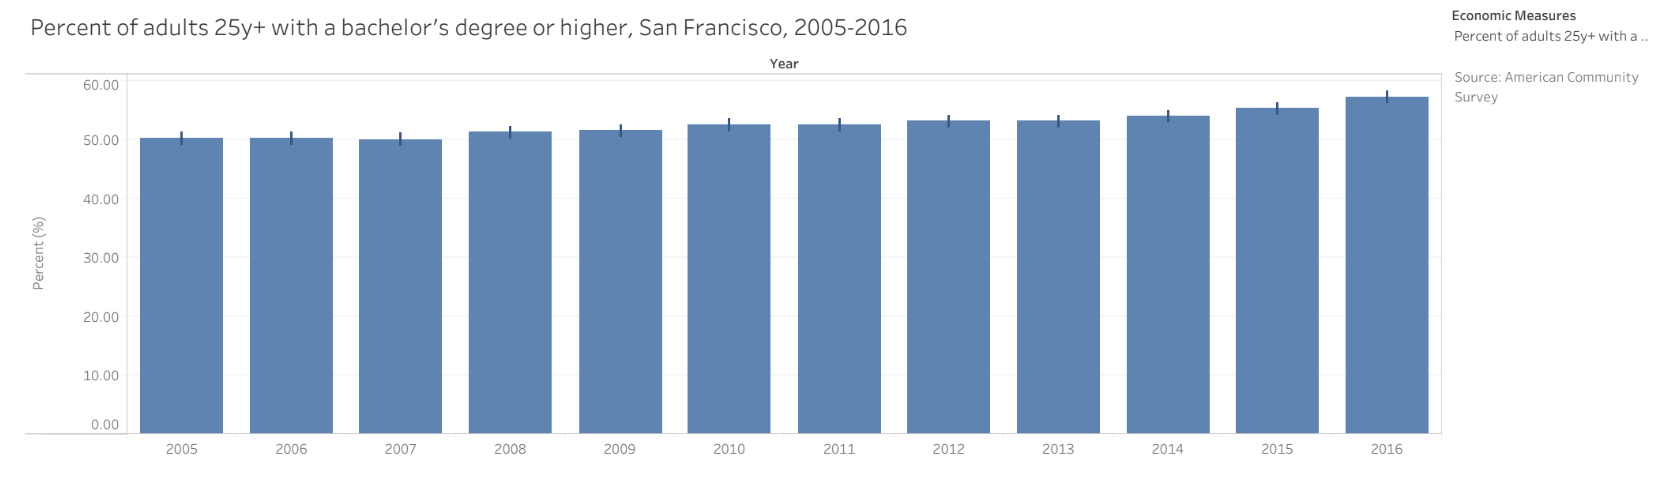 Percent of adults 25y+ with a bachelor’s degree or higher, San Francisco, 2005-2016
Economic Measures
Percent of adults 25y+ with a ..
Source: American Community
Survey
Year
60.00
50.00
40.00
30.00
20.00
10.00
0.00
Percent (%)
2005 2006 2007 2008 2009 2010 2011 2012 2013 2014 2015 2016